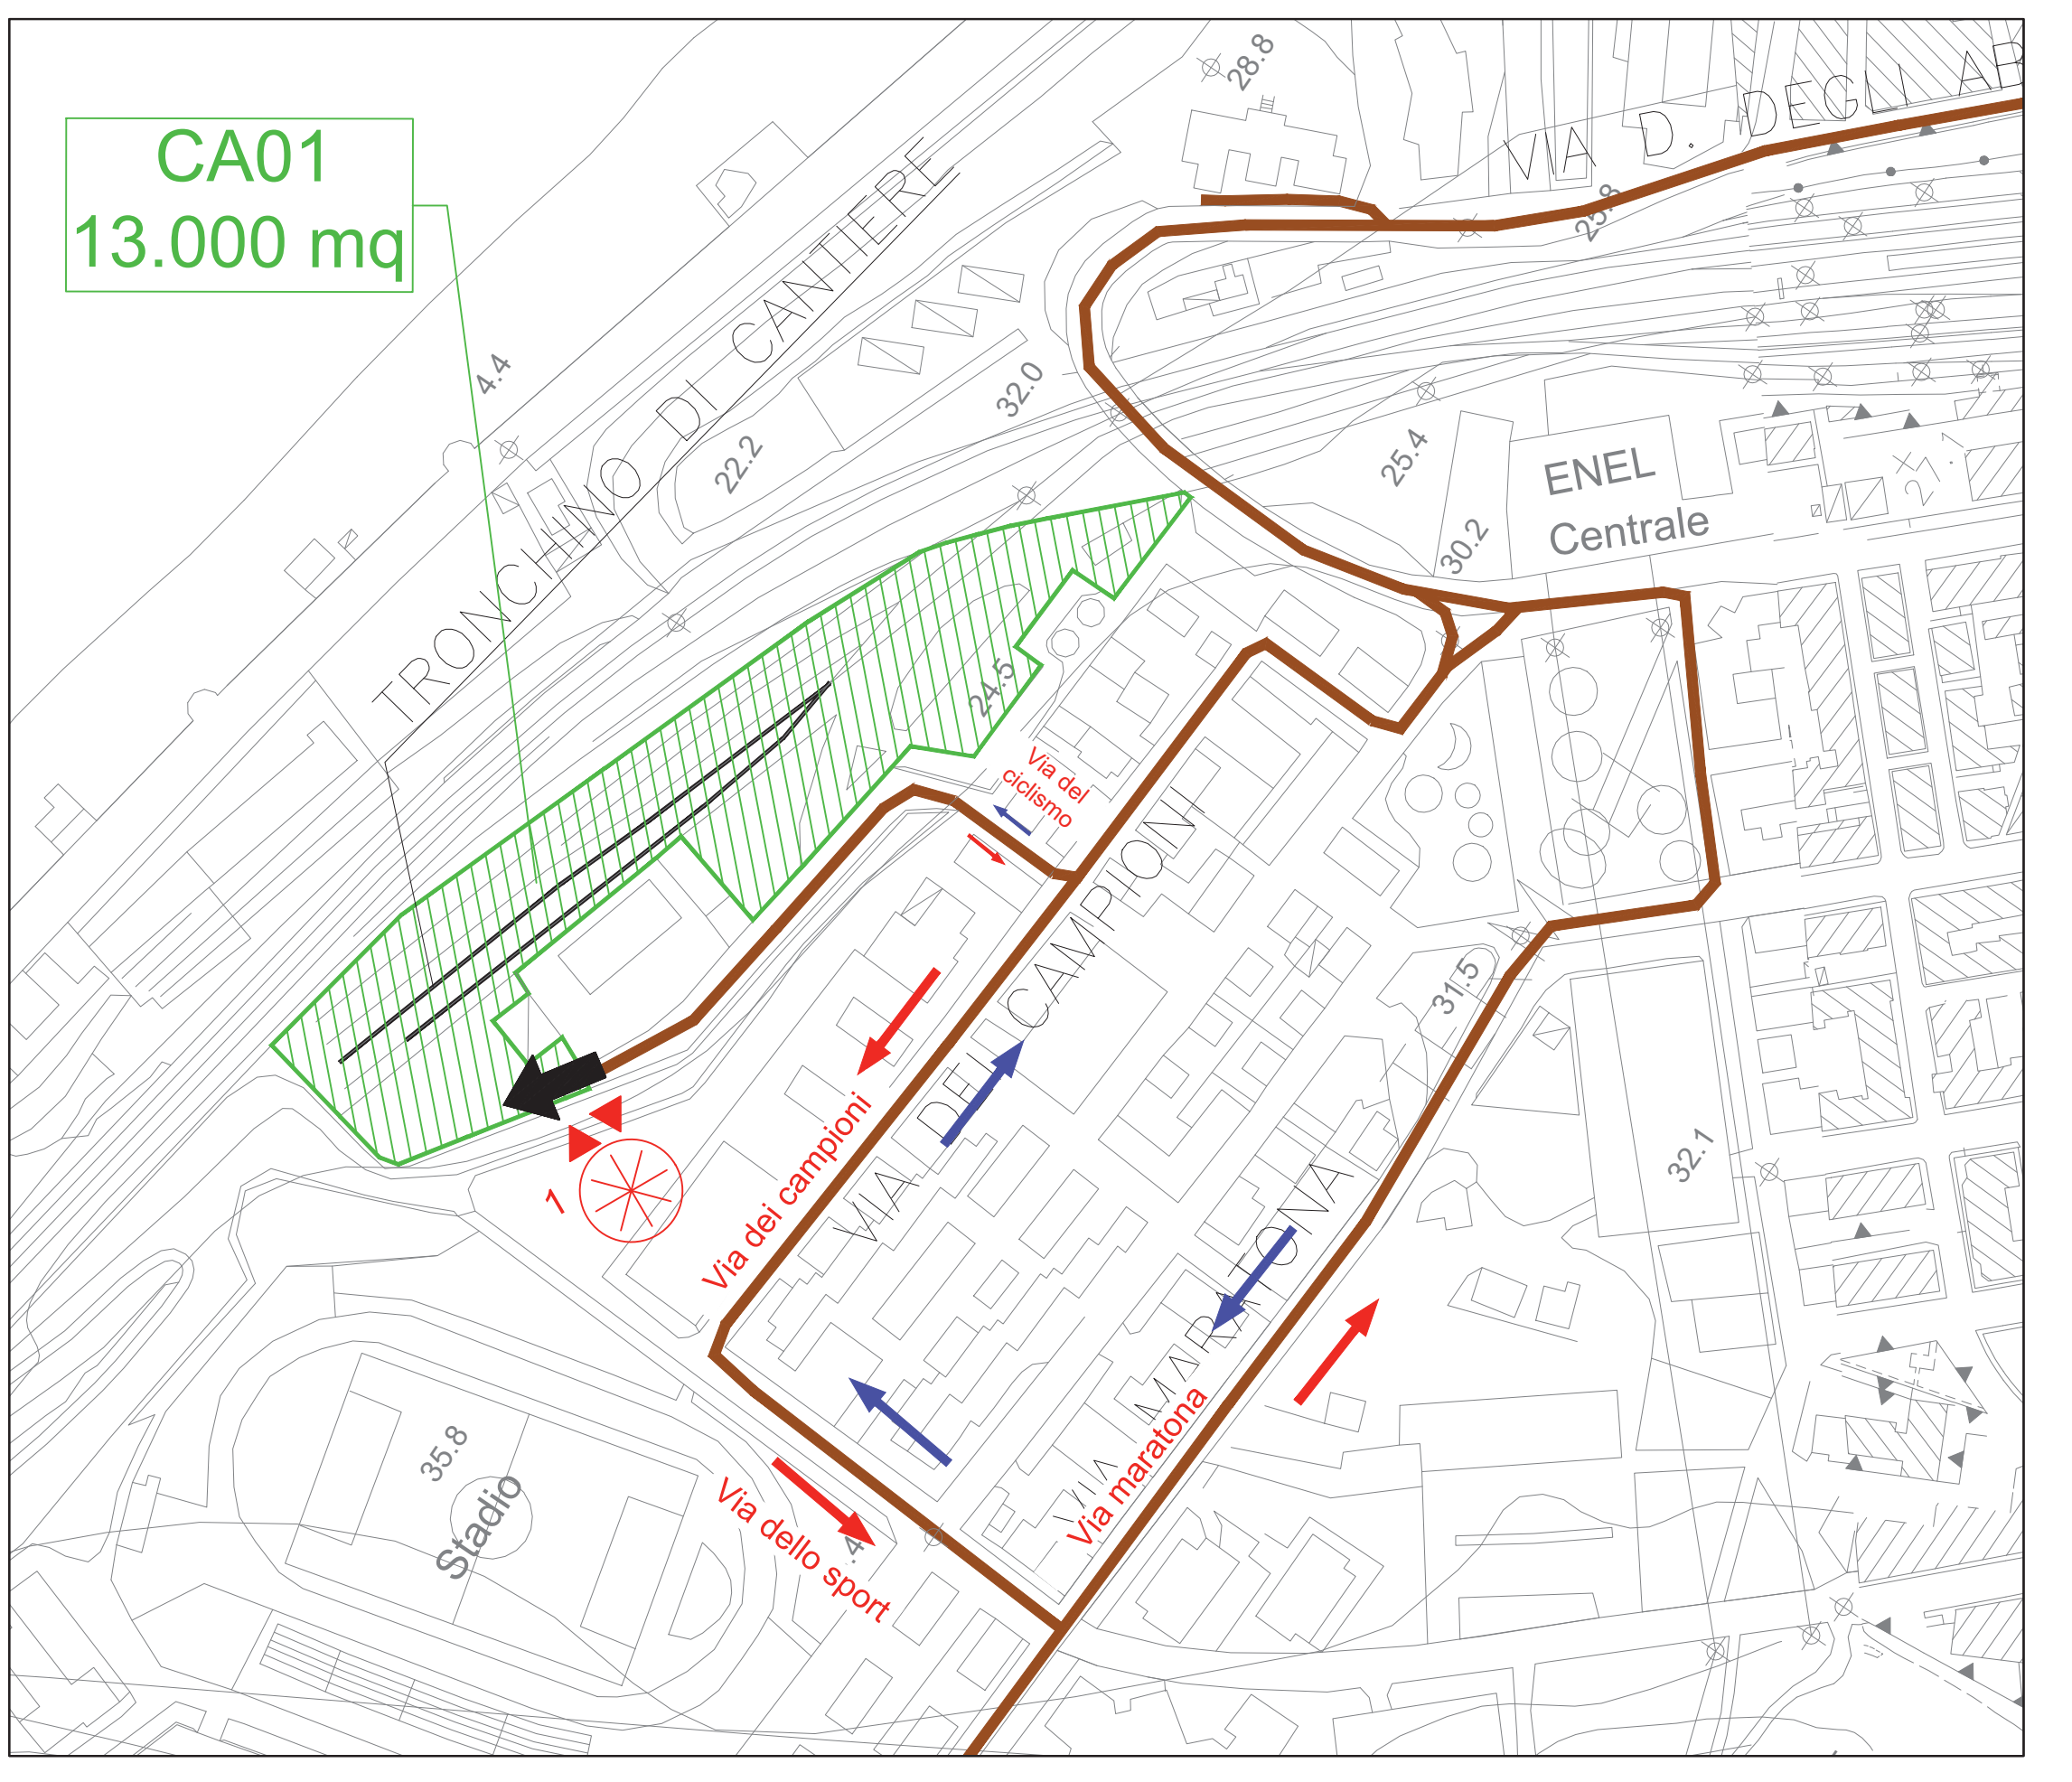 CA01
13.000 mq
TRONCHINO DI CANTIERE
28.8
VIA D. DEGLI AB
25.8
4.4
32.0
22.2
25.4
ENEL
Centrale
30.2
24.5
Via del
ciclismo
VIA DEI CAMPIONI
Via dei campioni
31.5
32.1
1
VIA MARATONA
Via maratona
35.8
Stadio
Via dello sport
.4